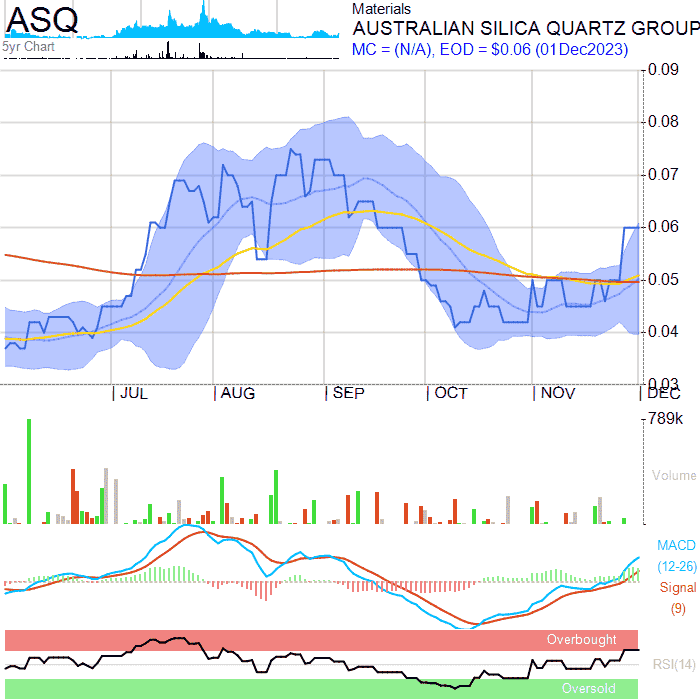 ASQ
5yr Chart
Materials
AUSTRALIAN SILICA QUARTZ GROUP
MC = (N/A), EOD = $0.06 (01Dec2023)
0.09
0.08
0.07
0.06
0.05
0.04
0.03
JUL AUG SEP OCT NOV DEC
789k
Volume
MACD
(12-26)
Signal
(9)
Overbought
RSI(14)
Oversold